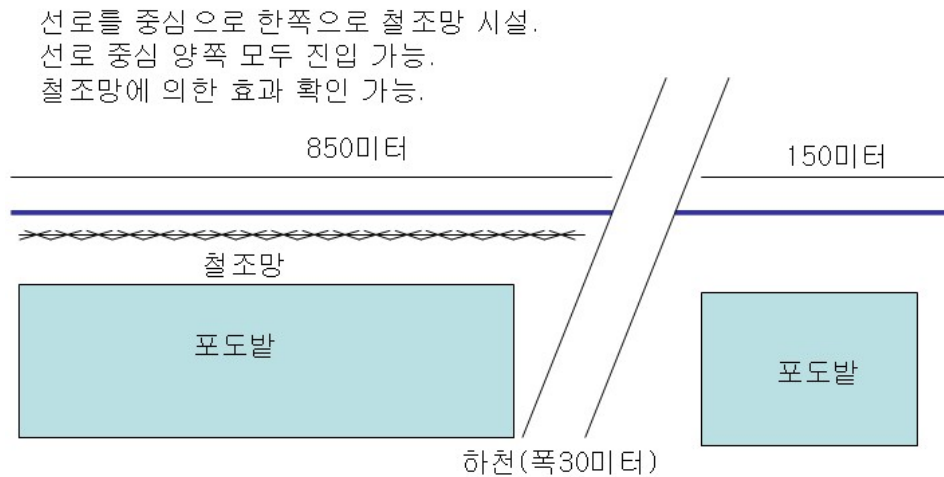 선로를 중심으로 한쪽으로 철조망 시설.
선로 중심 양쪽 모두 진입 가능.
철조망에 의한 효과 확인 가능.
850미터
150미터
철조망
포도밭
포도밭
하천(폭30미터)